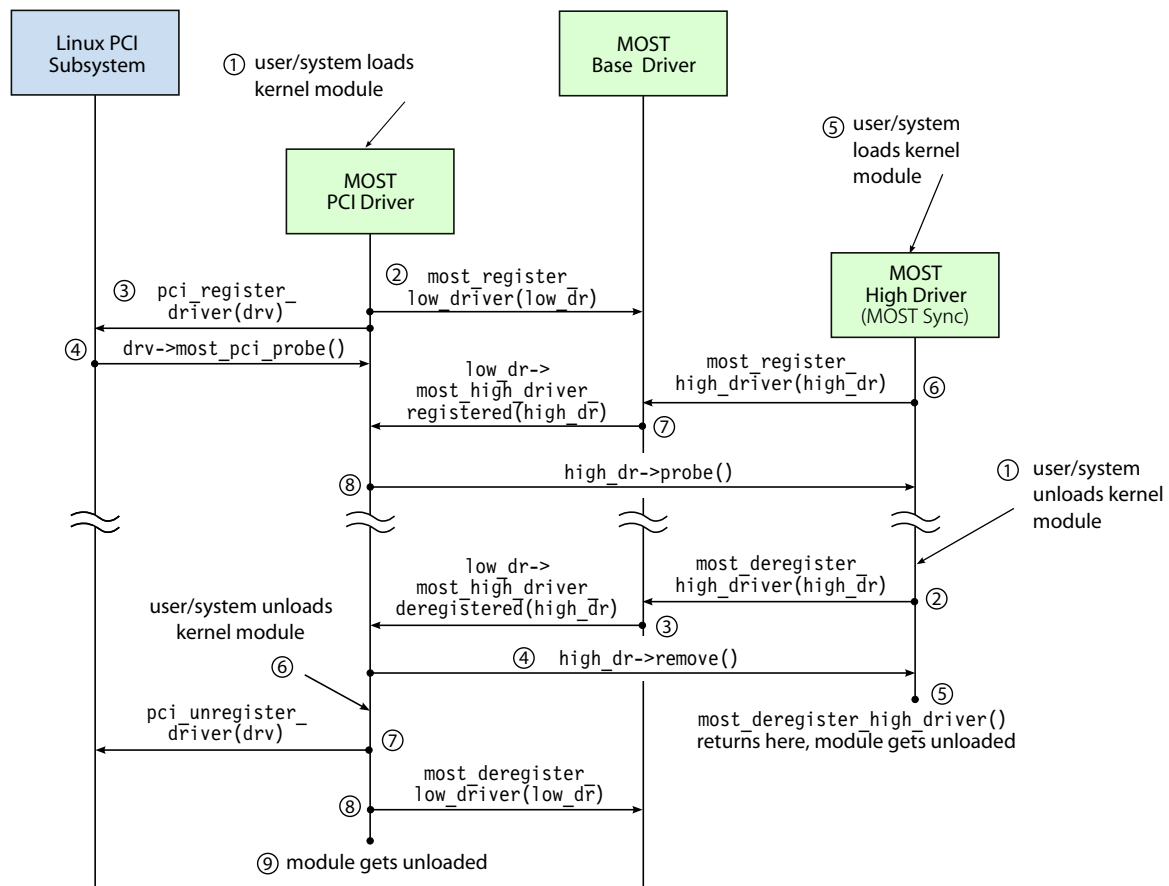 Linux PCI
Subsystem
MOST
Base Driver
① user/system loads
kernel module
⑤ user/system
loads kernel
module
MOST
PCI Driver
MOST
High Driver
(MOST Sync)
② most_register_
low_driver(low_dr)
③ pci_register_
driver(drv)
④ drv->most_pci_probe()
most_register_
high_driver(high_dr)
⑥
low_dr->
most_high_driver_
registered(high_dr)
⑦
⑧ high_dr->probe()
① user/system
unloads kernel
module
most_deregister_
high_driver(high_dr)
②
low_dr->
most_high_driver_
deregistered(high_dr)
③
④ high_dr->remove()
user/system unloads
kernel module
⑥
⑤
most_deregister_high_driver()
returns here, module gets unloaded
pci_unregister_
driver(drv)
⑦
most_deregister_
low_driver(low_dr)
⑧
⑨ module gets unloaded